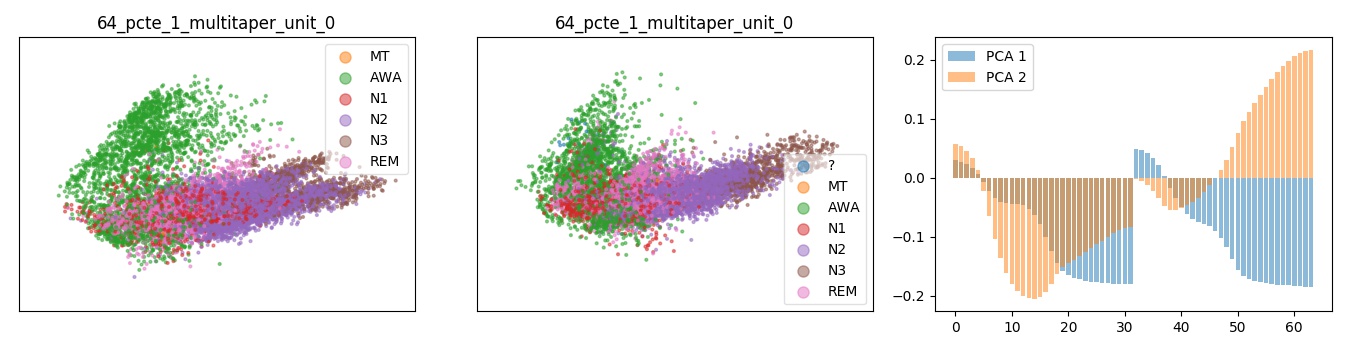 64_pcte_1_multitaper_unit_0
MT
AWA
N1
N2
N3
REM
64_pcte_1_multitaper_unit_0
?
MT
AWA
N1
N2
N3
REM
PCA 1
PCA 2
0.2
0.1
0.0
−0.1
−0.2
0 10 20 30 40 50 60